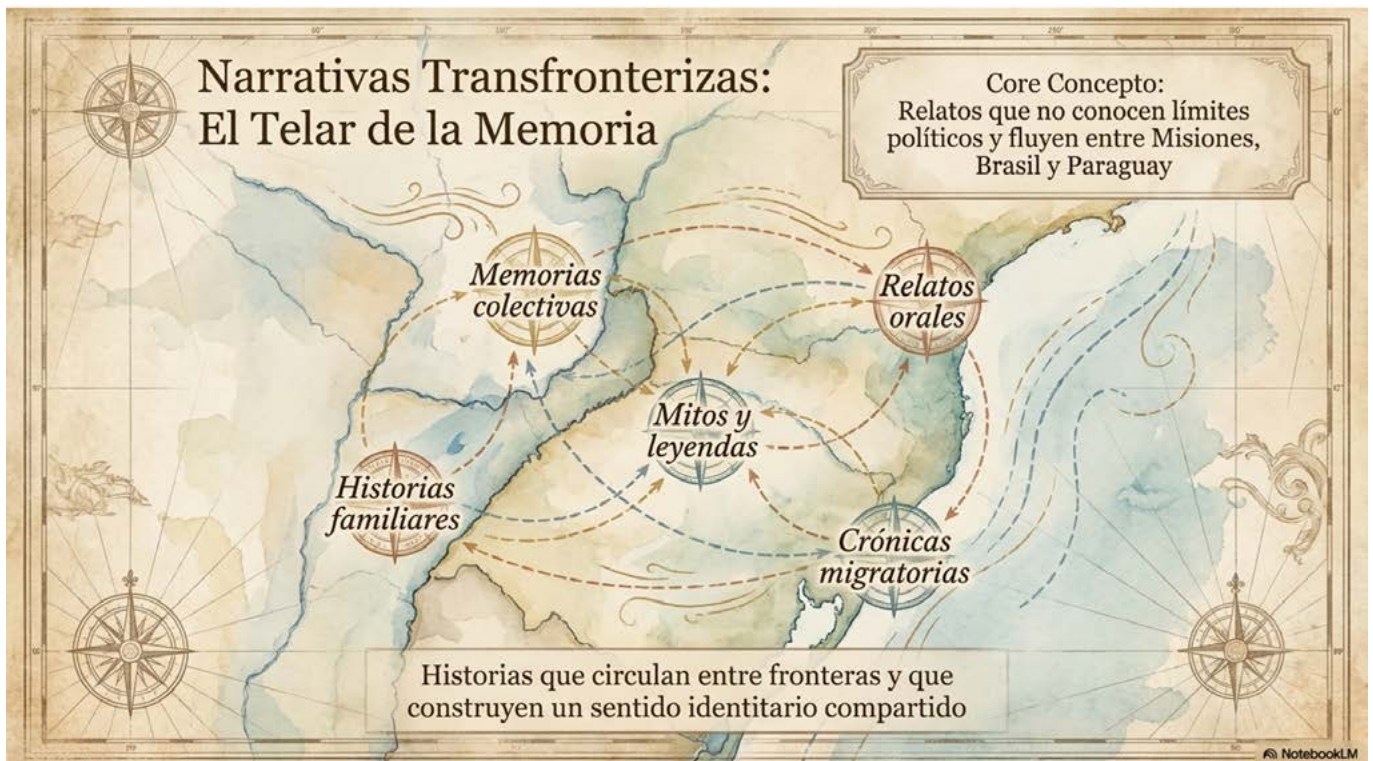 Narrativas Transfronterizas:
El Telar de la Memoria
Core Concepto:
Relatos que no conocen límites
políticos y fluyen entre Misiones,
Brasil y Paraguay
Memorias
colectivas
Relatos
orales
Mitos y
leyendas
Historias
familiares
Crónicas
migratorias
Historias que circulan entre fronteras y que
construyen un sentido identitario compartido
NotebookLM